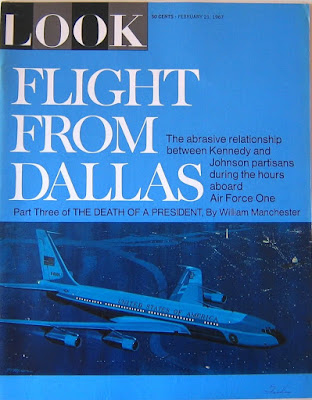 LOOK
50 CENTS · FEBRUARY 21, 1967
FLIGHT
FROM
DALLAS
The abrasive relationship
between Kennedy and
Johnson partisans
during the hours
aboard
Air Force One
Part Three of THE DEATH OF A PRESIDENT, By William Manchester
UNITED STATES OF AMERICA